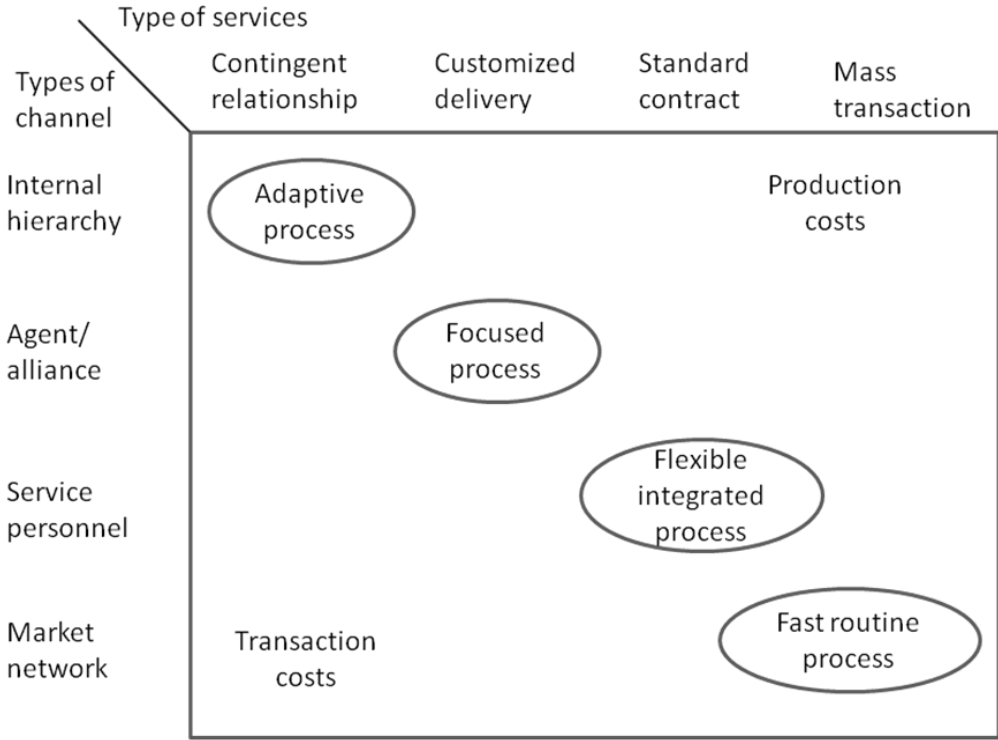 Type of services
Types of
channel
Contingent
relationship
Customized
delivery
Standard
contract
Mass
transaction
Internal
hierarchy
Adaptive
process
Production
costs
Agent/
alliance
Focused
process
Service
personnel
Flexible
integrated
process
Market
network
Transaction
costs
Fast routine
process